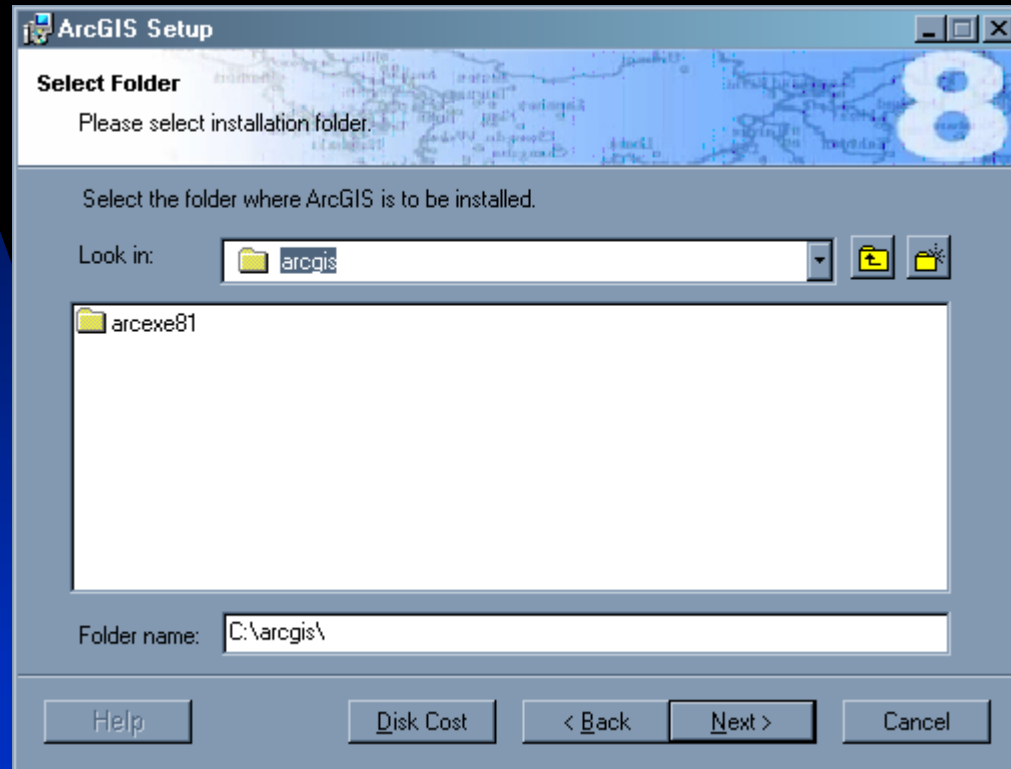 ArcGIS Setup
Select Folder
Please select installation folder.
8
Select the folder where ArcGIS is to be installed.
Look in:
arcgis
arcexe81
Folder name:
C:\arcgis\
Help
Disk Cost
< Back
Next >
Cancel